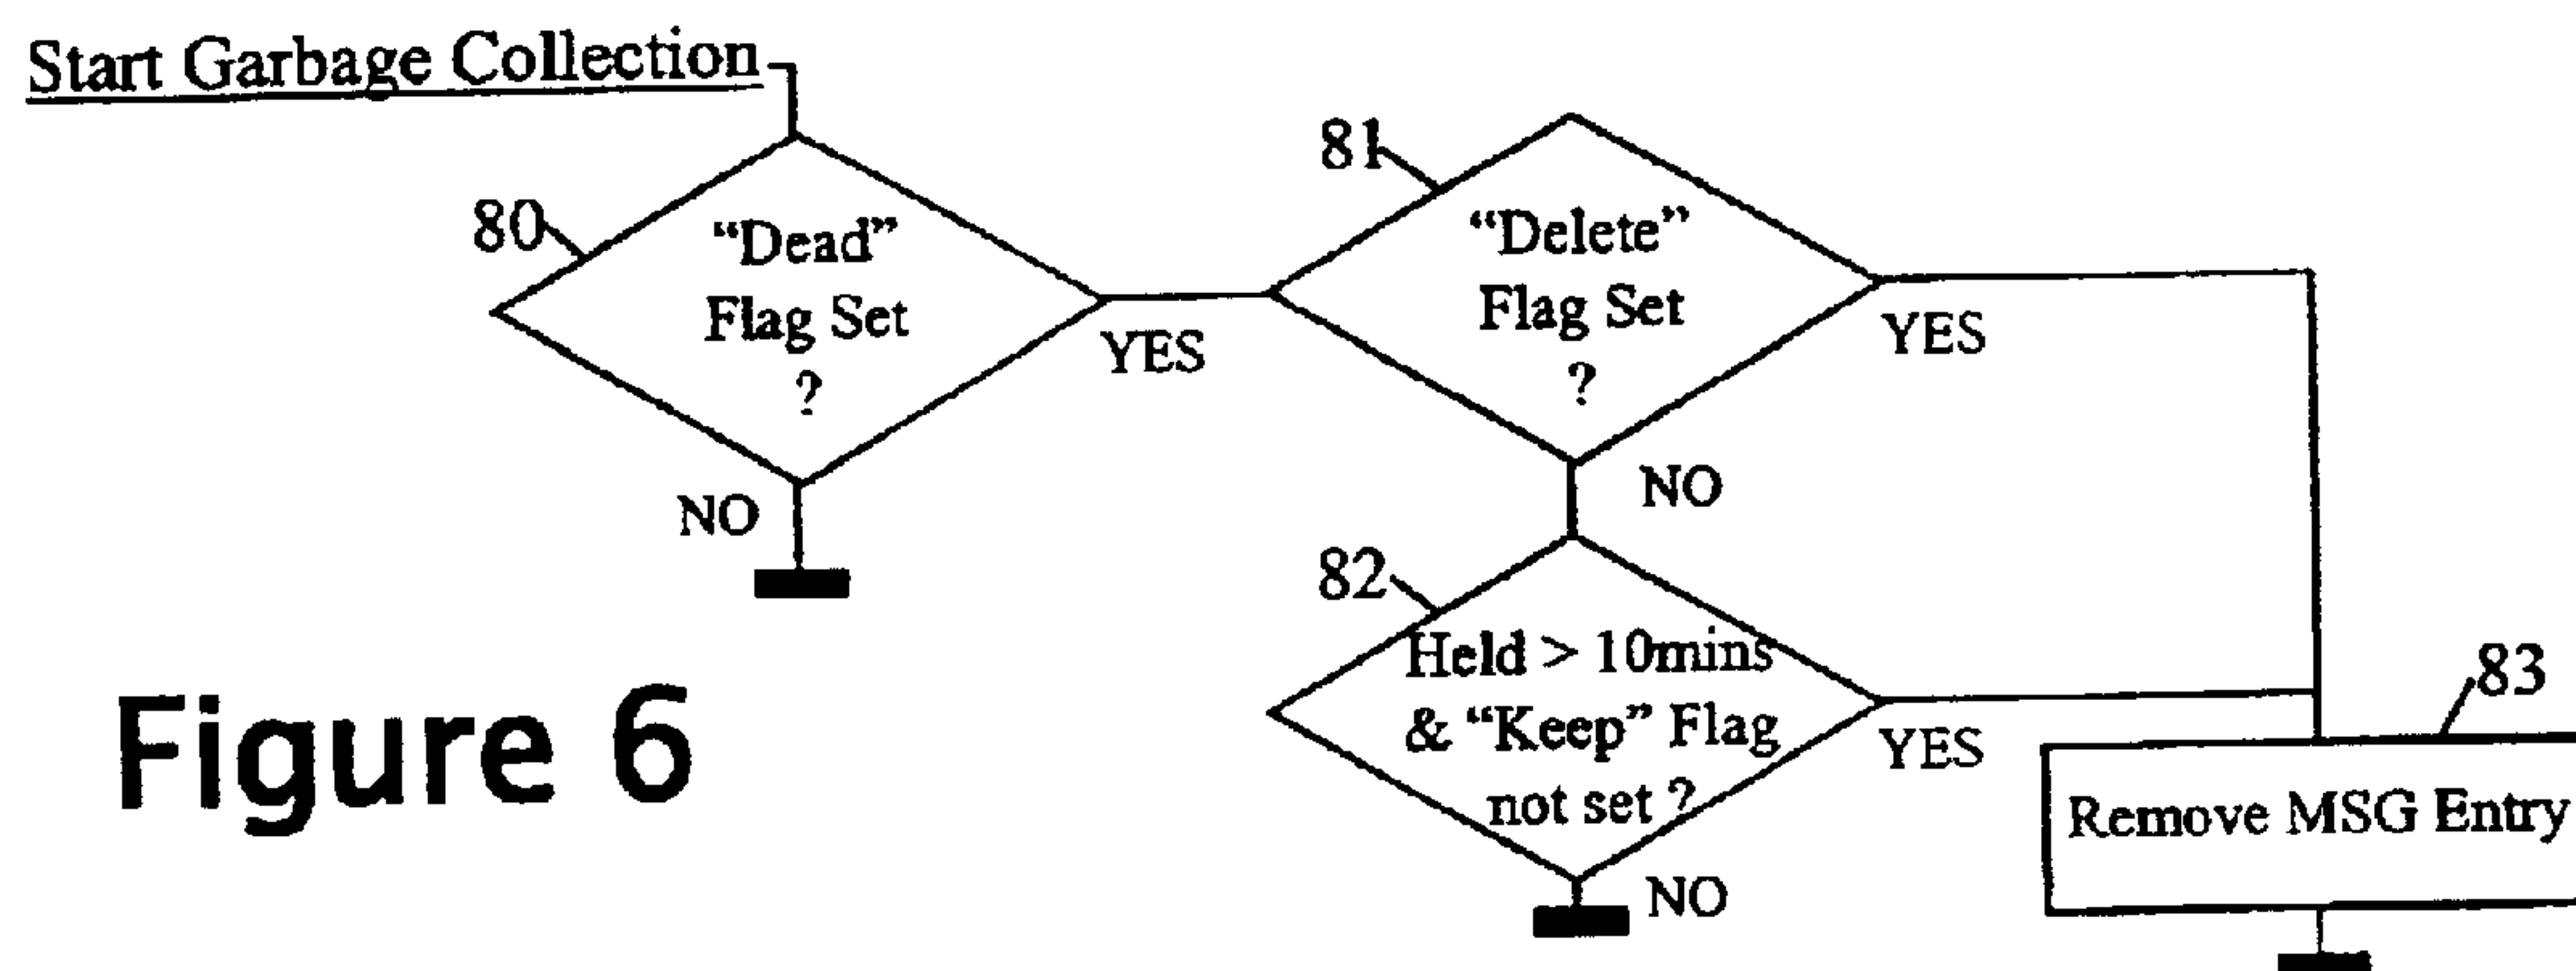 Start Garbage Collection
80
“Dead”
Flag Set
?
YES
NO
81
“Delete”
Flag Set
?
YES
NO
82
Held > 10mins
& “Keep” Flag
not set ?
YES
NO
83
Remove MSG Entry
Figure 6